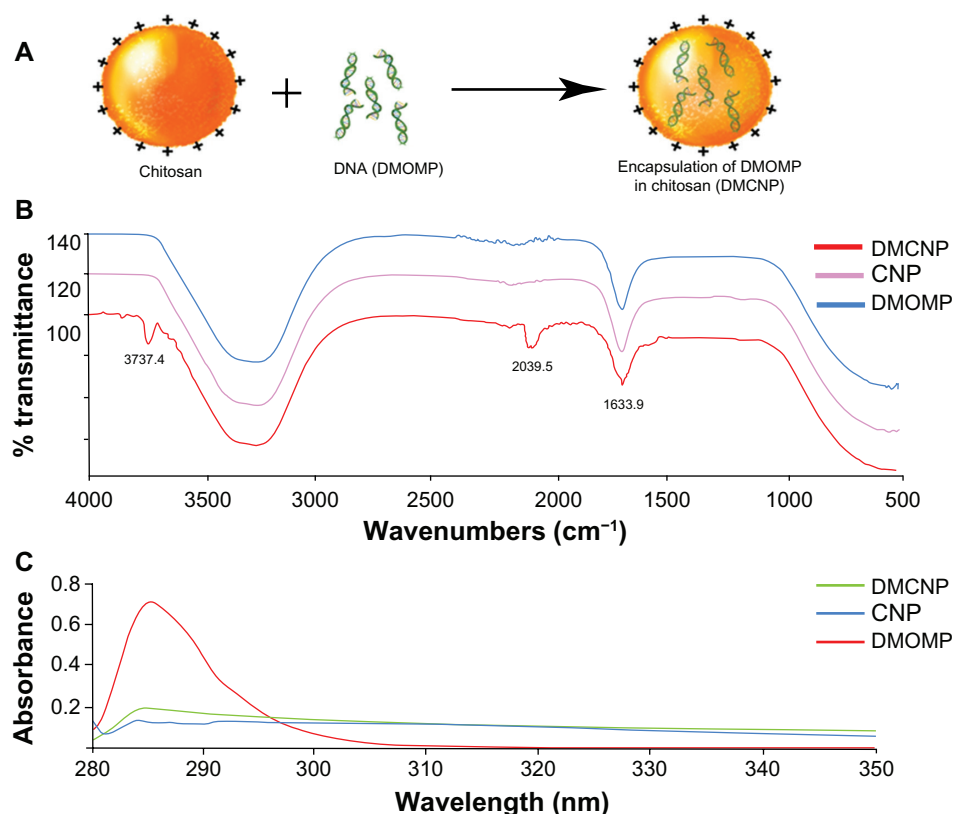 A
Chitosan
DNA (DMOMP)
Encapsulation of DMOMP
in chitosan (DMCNP)
B
140
120
100
% transmittance
3737.4
2039.5
1633.9
DMCNP
CNP
DMOMP
4000 3500 3000 2500 2000 1500 1000 500
Wavenumbers (cm⁻¹)
C
0.8
0.6
0.4
0.2
Absorbance
DMCNP
CNP
DMOMP
280 290 300 310 320 330 340 350
Wavelength (nm)